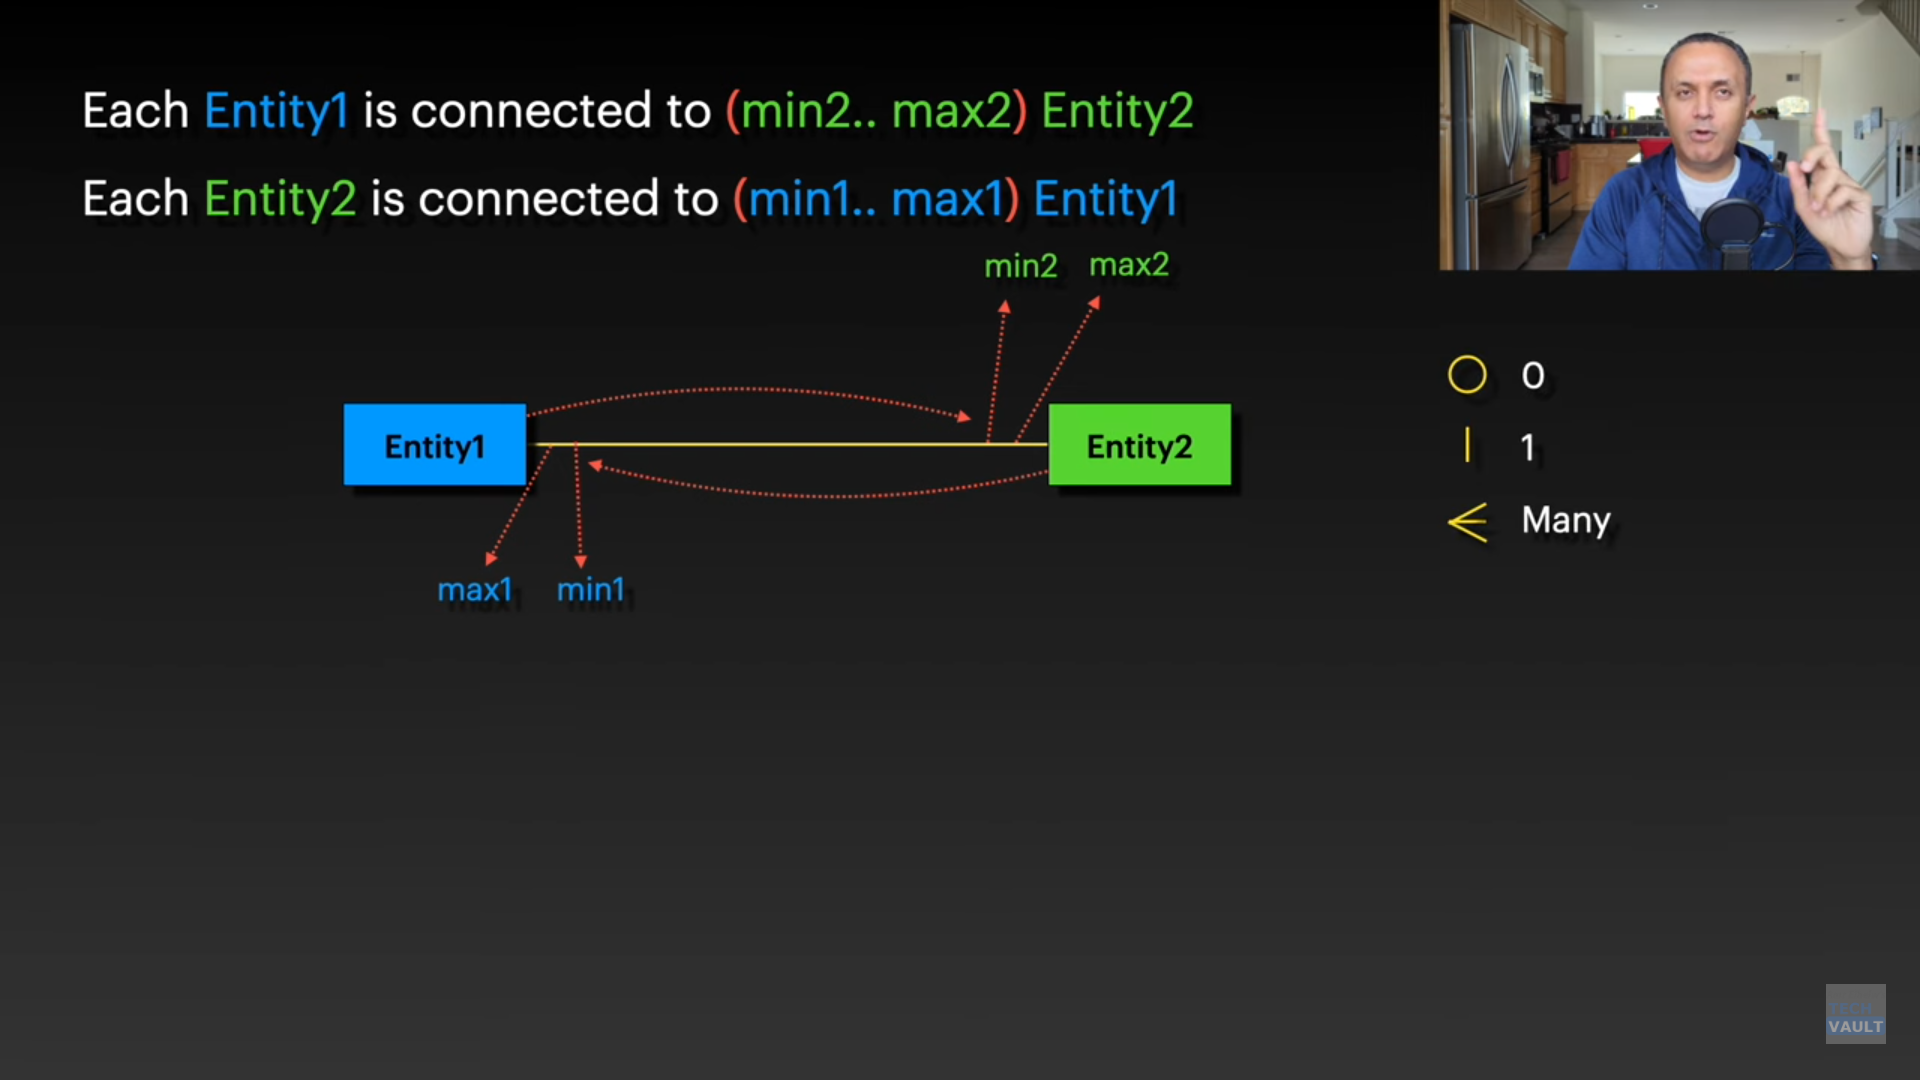 Each Entity1 is connected to (min2.. max2) Entity2
Each Entity2 is connected to (min1.. max1) Entity1
min2 max2
Entity1
Entity2
max1 min1
0
1
Many
TECH
VAULT